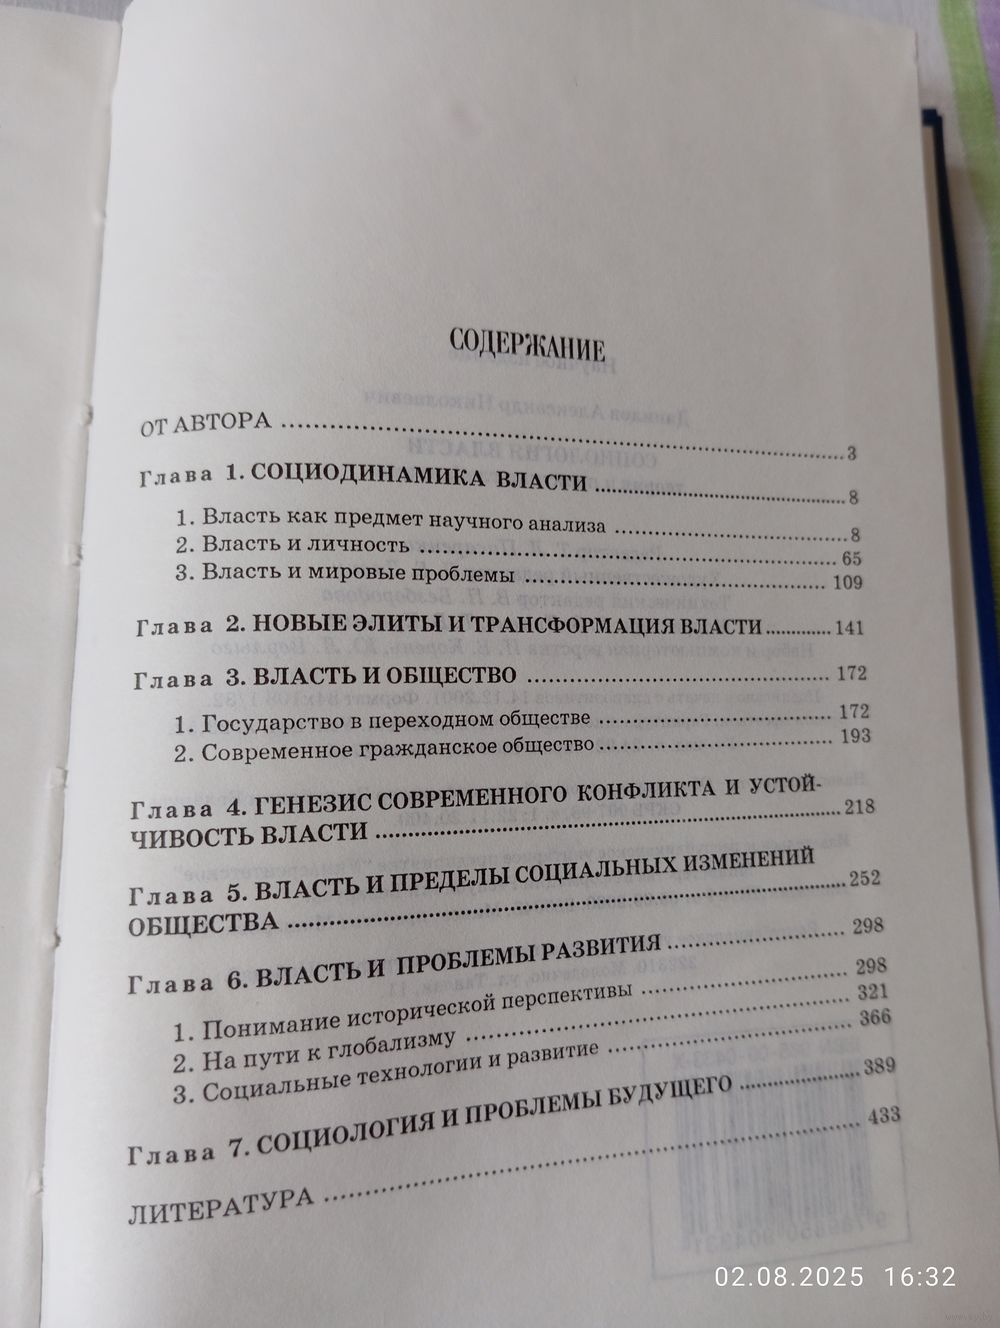 СОДЕРЖАНИЕ
ОТ АВТОРА ........ 3
Глава 1. СОЦИОДИНАМИКА ВЛАСТИ ........ 8
1. Власть как предмет научного анализа ........ 8
2. Власть и личность ........ 65
3. Власть и мировые проблемы ........ 109
Глава 2. НОВЫЕ ЭЛИТЫ И ТРАНСФОРМАЦИЯ ВЛАСТИ ........ 141
Глава 3. ВЛАСТЬ И ОБЩЕСТВО ........ 172
1. Государство в переходном обществе ........ 172
2. Современное гражданское общество ........ 193
Глава 4. ГЕНЕЗИС СОВРЕМЕННОГО КОНФЛИКТА И УСТОЙ-
ЧИВОСТЬ ВЛАСТИ ........ 218
Глава 5. ВЛАСТЬ И ПРЕДЕЛЫ СОЦИАЛЬНЫХ ИЗМЕНЕНИЙ
ОБЩЕСТВА ........ 252
Глава 6. ВЛАСТЬ И ПРОБЛЕМЫ РАЗВИТИЯ ........ 298
1. Понимание исторической перспективы ........ 298
2. На пути к глобализму ........ 321
3. Социальные технологии и развитие ........ 366
Глава 7. СОЦИОЛОГИЯ И ПРОБЛЕМЫ БУДУЩЕГО ........ 389
ЛИТЕРАТУРА ........ 433
02.08.2025 16:32